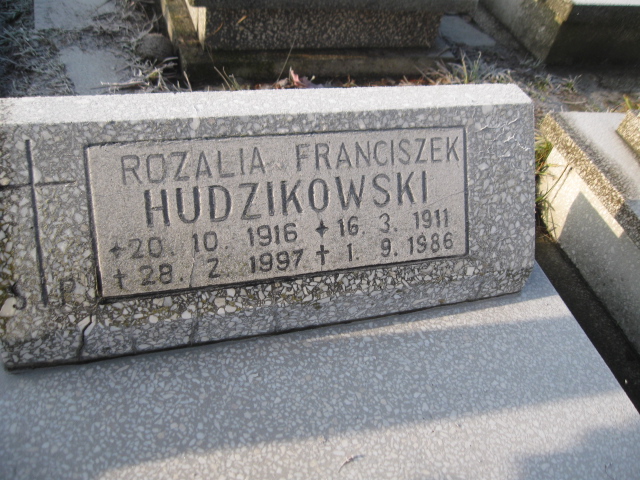 ROZALIA FRANCISZEK
HUDZIKOWSKI
+20. 10. 1916 +16. 3. 1911
†28. 2 1997 † 1. 9. 1986
S P